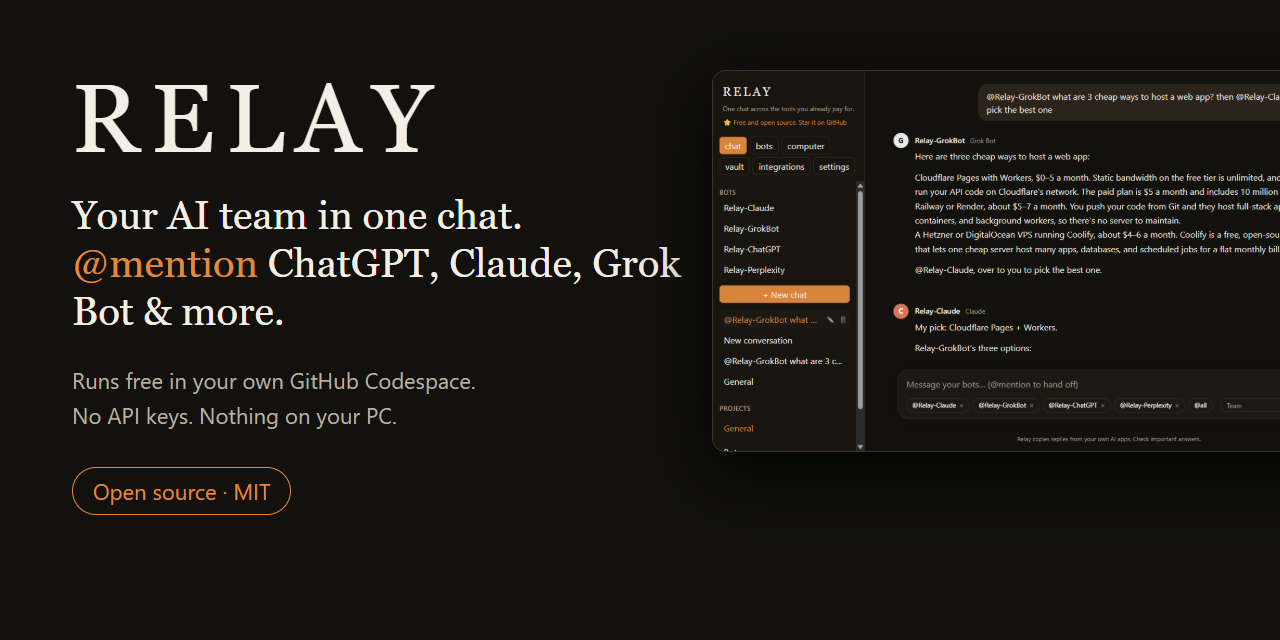 RELAY
Your AI team in one chat.
@mention ChatGPT, Claude, Grok
Bot & more.
Runs free in your own GitHub Codespace.
No API keys. Nothing on your PC.
Open source · MIT
RELAY
One chat across the tools you already pay for.
Free and open source. Star it on GitHub
chat bots computer
vault integrations settings
BOTS
Relay-Claude
Relay-GrokBot
Relay-ChatGPT
Relay-Perplexity
+ New chat
@Relay-GrokBot what ...
New conversation
@Relay-GrokBot what are 3 c...
General
PROJECTS
General
@Relay-GrokBot what are 3 cheap ways to host a web app? then @Relay-Cla
pick the best one
G Relay-GrokBot Grok Bot
Here are three cheap ways to host a web app:
Cloudflare Pages with Workers, $0–5 a month. Static bandwidth on the free tier is unlimited, and
run your API code on Cloudflare's network. The paid plan is $5 a month and includes 10 million
Railway or Render, about $5–7 a month. You push your code from Git and they host full-stack ap
containers, and background workers, so there's no server to maintain.
A Hetzner or DigitalOcean VPS running Coolify, about $4–6 a month. Coolify is a free, open-sou
that lets one cheap server host many apps, databases, and scheduled jobs for a flat monthly bill
@Relay-Claude, over to you to pick the best one.
C Relay-Claude Claude
My pick: Cloudflare Pages + Workers.
Relay-GrokBot's three options:
Message your bots... (@mention to hand off)
@Relay-Claude × @Relay-GrokBot × @Relay-ChatGPT × @Relay-Perplexity × @all Team
Relay copies replies from your own AI apps. Check important answers.